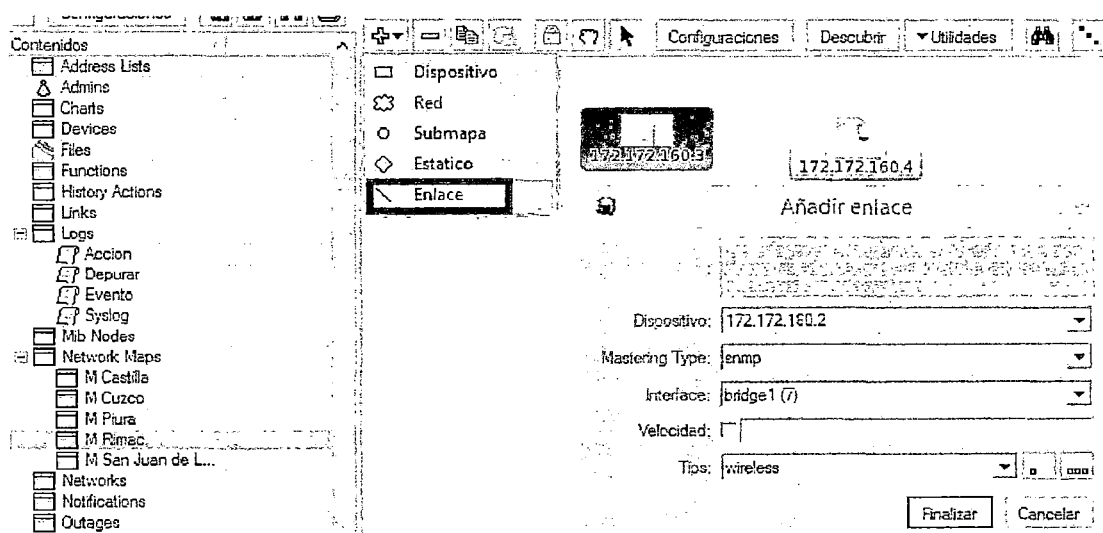 Configuraciones
Contenidos
Address Lists
Admins
Charts
Devices
Files
Functions
History Actions
Links
Logs
Accion
Depurar
Evento
Syslog
Mib Nodes
Network Maps
M Castilla
M Cuzco
M Piura
M Rimac
M San Juan de L...
Networks
Notifications
Outages
Configuraciones Descubrir Utilidades
Dispositivo
Red
Submapa
Estatico
Enlace
172.172.160.3
172.172.160.4
Añadir enlace
Dispositivo: 172.172.160.2
Mastering Type: snmp
Interface: bridge1 (7)
Velocidad:
Tips: wireless
Finalizar Cancelar